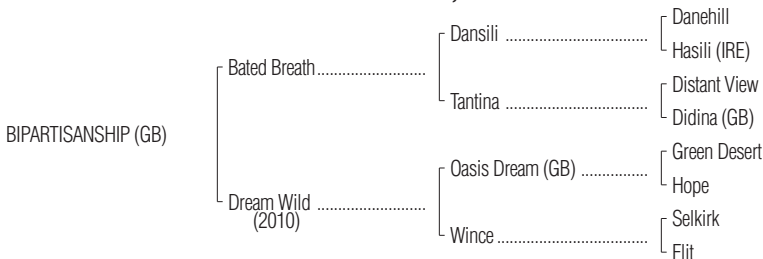 Danehill
Dansili ................................................
Hasili (IRE)
Bated Breath...........................
Distant View
Tantina ................................................
Didina (GB)
BIPARTISANSHIP (GB)
Green Desert
Oasis Dream (GB) ......................
Hope
Dream Wild ...........................
(2010)
Selkirk
Wince..................................................
Flit